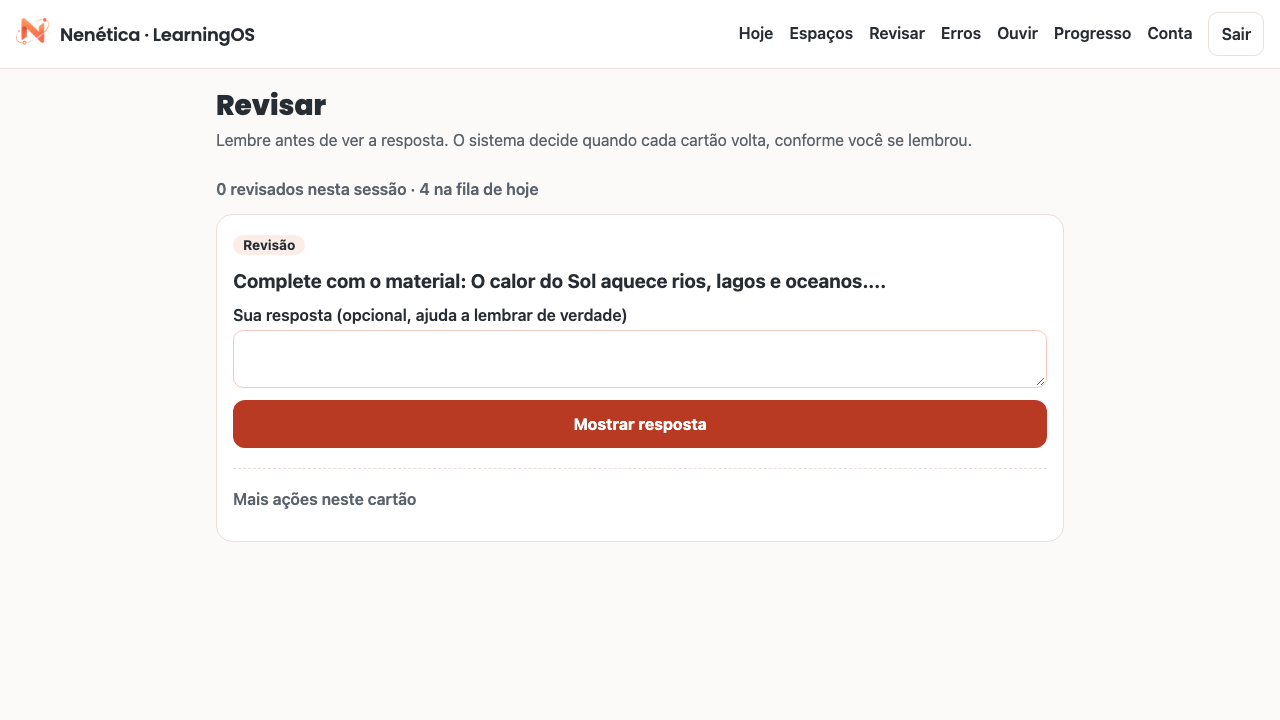 Nenética · LearningOS
Hoje
Espaços
Revisar
Erros
Ouvir
Progresso
Conta
Sair
Revisar
Lembre antes de ver a resposta. O sistema decide quando cada cartão volta, conforme você se lembrou.
0 revisados nesta sessão · 4 na fila de hoje
Revisão
Complete com o material: O calor do Sol aquece rios, lagos e oceanos....
Sua resposta (opcional, ajuda a lembrar de verdade)
Mostrar resposta
Mais ações neste cartão